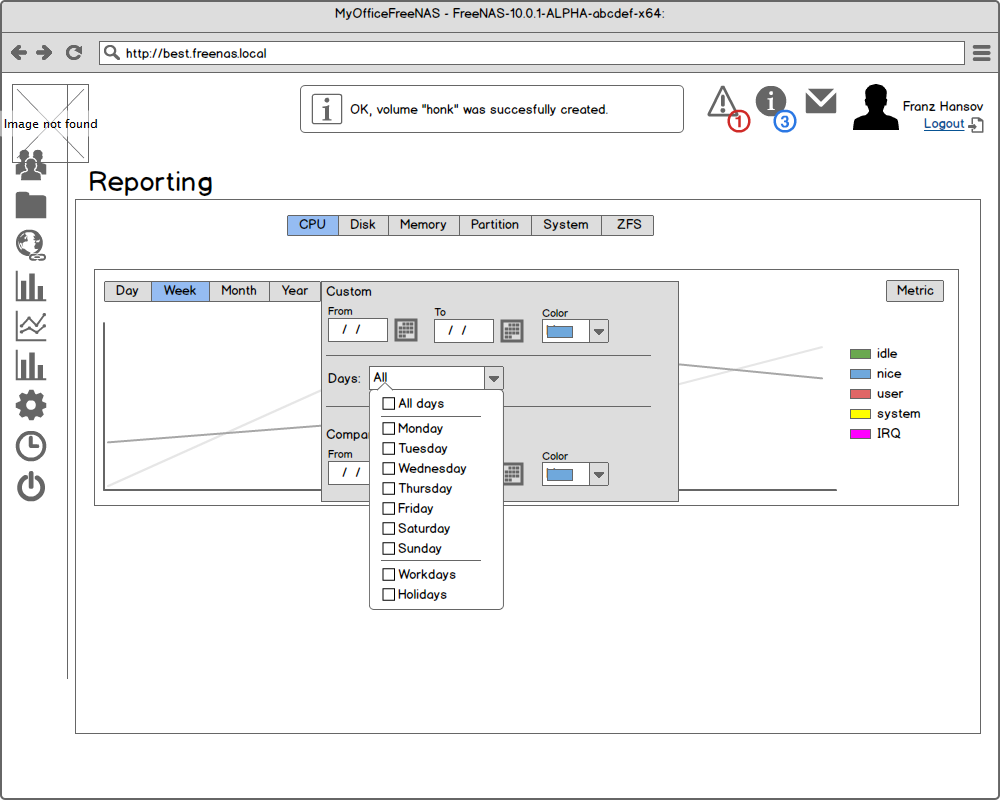 MyOfficeFreeNAS - FreeNAS-10.0.1-ALPHA-abcdef-x64:
http://best.freenas.local
Image not found
OK, volume "honk" was succesfully created.
1
3
Franz Hansov
Logout
Reporting
CPU Disk Memory Partition System ZFS
Day Week Month Year
Custom
Metric
From To Color
/ / / /
Days: All
All days
Monday
Tuesday
Wednesday
Thursday
Friday
Saturday
Sunday
Workdays
Holidays
From Color
/ /
idle
nice
user
system
IRQ